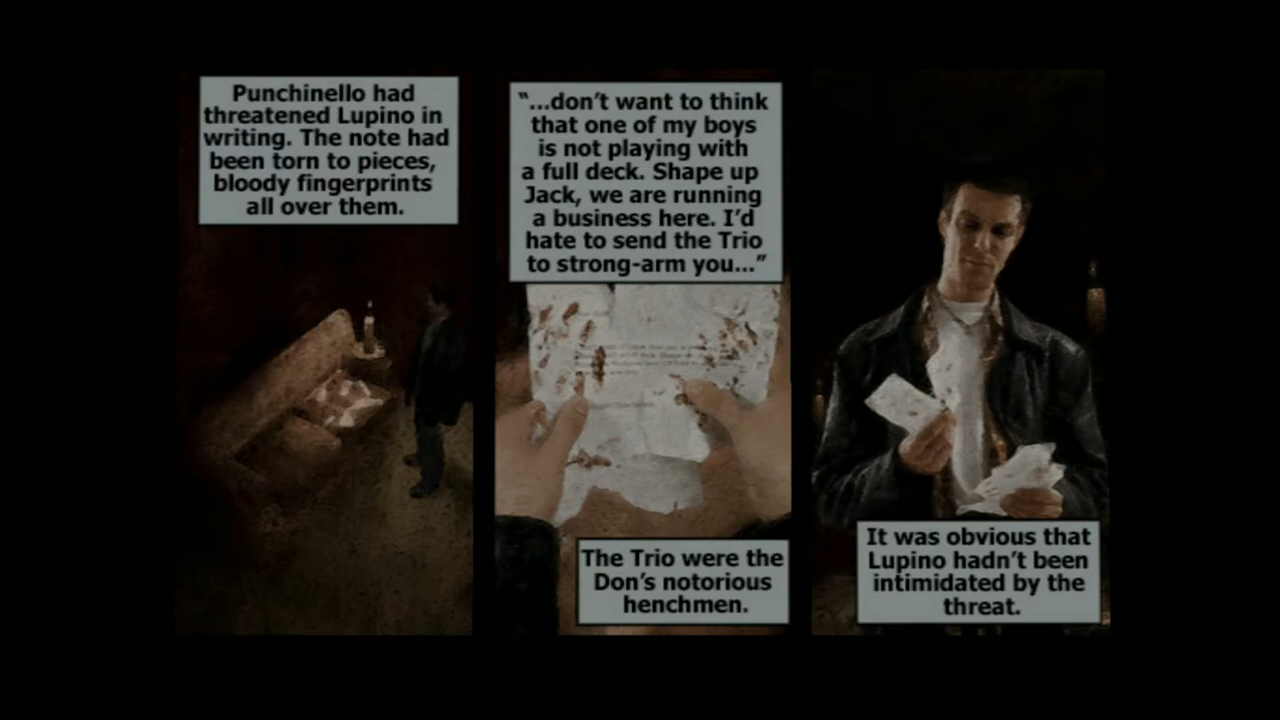 Punchinello had
threatened Lupino in
writing. The note had
been torn to pieces,
bloody fingerprints
all over them.
“...don’t want to think
that one of my boys
is not playing with
a full deck. Shape up
Jack, we are running
a business here. I’d
hate to send the Trio
to strong-arm you...”
The Trio were the
Don’s notorious
henchmen.
It was obvious that
Lupino hadn’t been
intimidated by the
threat.